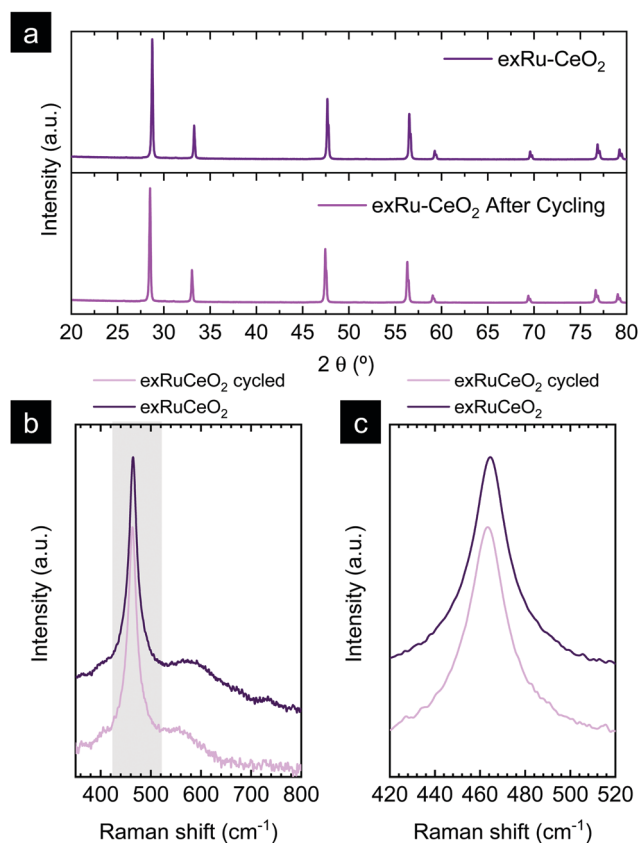 a
exRu-CeO₂
exRu-CeO₂ After Cycling
Intensity (a.u.)
20 25 30 35 40 45 50 55 60 65 70 75 80
2 θ (º)
exRuCeO₂ cycled
exRuCeO₂
b
Intensity (a.u.)
400 500 600 700 800
Raman shift (cm⁻¹)
exRuCeO₂ cycled
exRuCeO₂
c
Intensity (a.u.)
420 440 460 480 500 520
Raman shift (cm⁻¹)